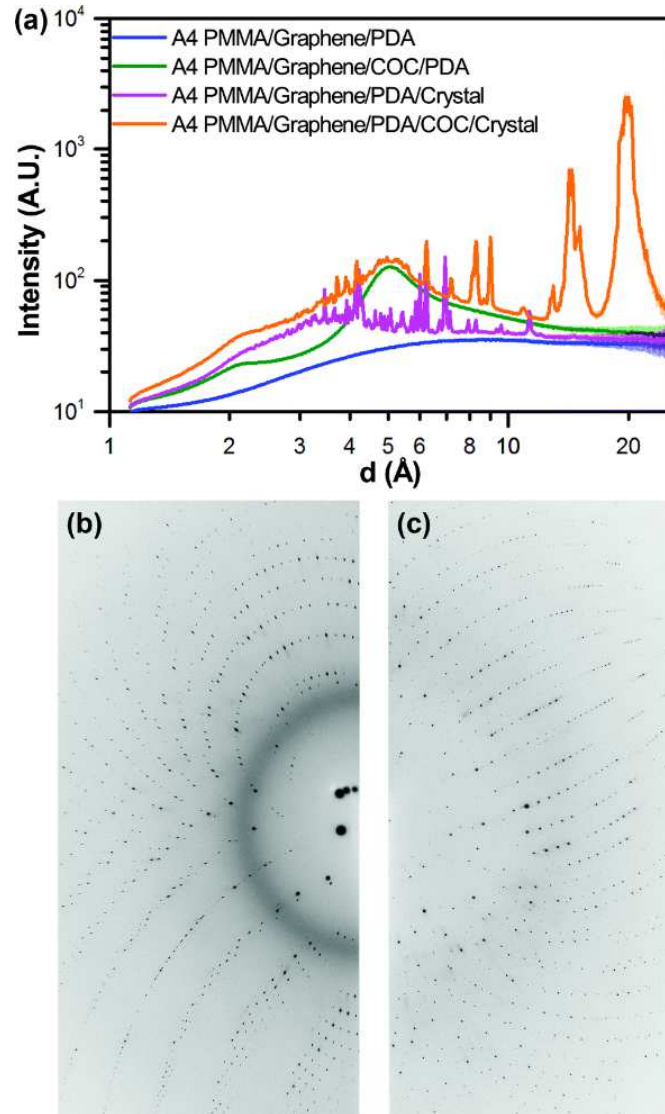 (a)
10^4
10^3
10^2
10^1
Intensity (A.U.)
A4 PMMA/Graphene/PDA
A4 PMMA/Graphene/COC/PDA
A4 PMMA/Graphene/PDA/Crystal
A4 PMMA/Graphene/PDA/COC/Crystal
1 2 3 4 5 6 8 10 20
d (Å)
(b)
(c)